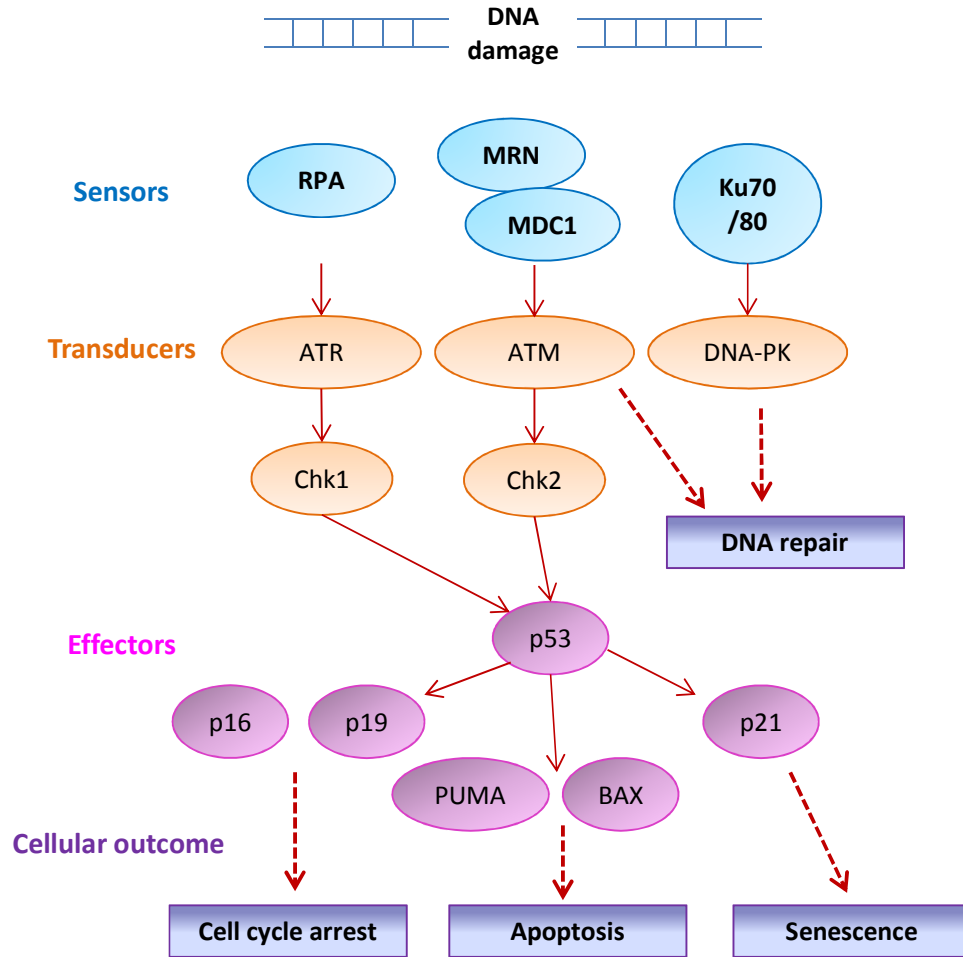 DNA
damage
Sensors
RPA
MRN
MDC1
Ku70
/80
Transducers
ATR
ATM
DNA-PK
Chk1
Chk2
DNA repair
Effectors
p53
p16
p19
p21
PUMA
BAX
Cellular outcome
Cell cycle arrest
Apoptosis
Senescence